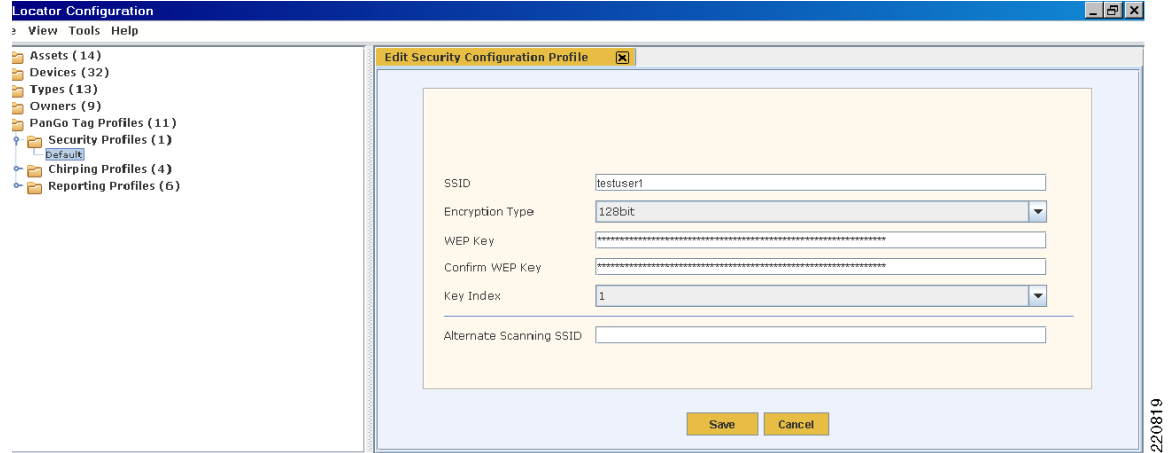 Locator Configuration
e View Tools Help
Assets (14)
Devices (32)
Types (13)
Owners (9)
PanGo Tag Profiles (11)
Security Profiles (1)
Default
Chirping Profiles (4)
Reporting Profiles (6)
Edit Security Configuration Profile
SSID testuser1
Encryption Type 128bit
WEP Key ****************************************************************
Confirm WEP Key ****************************************************************
Key Index 1
Alternate Scanning SSID
Save Cancel
220819